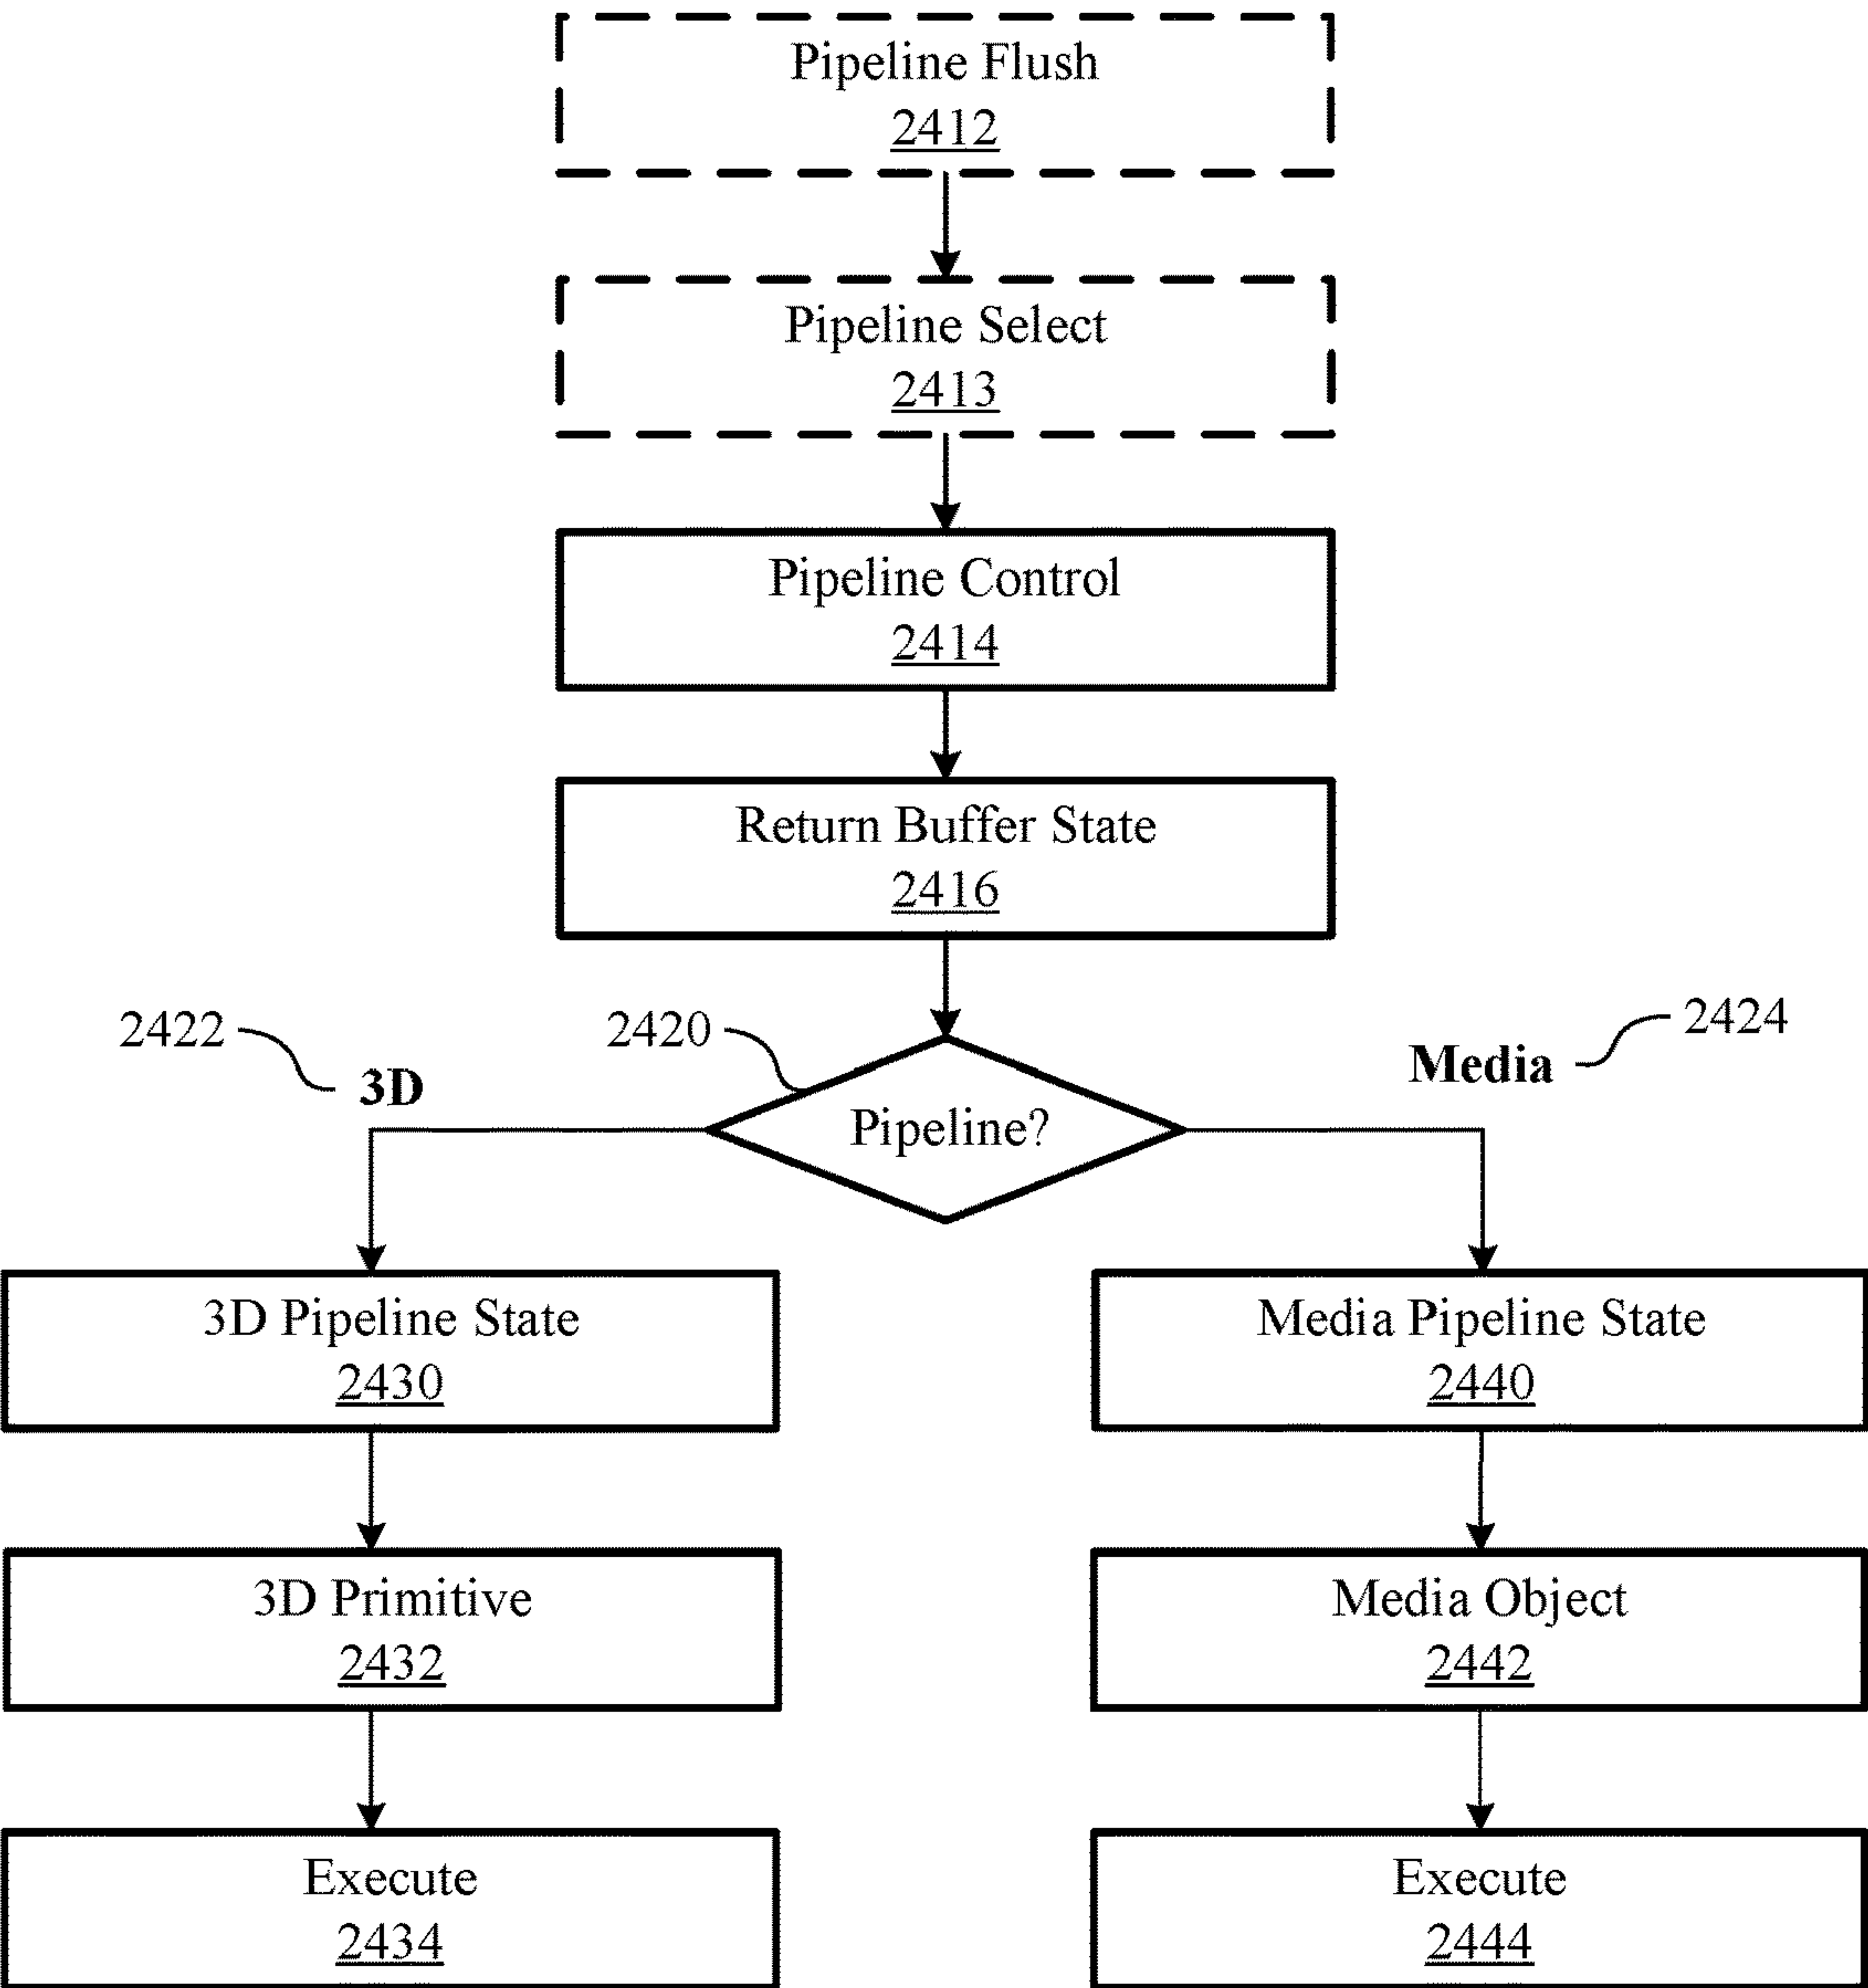 Pipeline Flush
2412
Pipeline Select
2413
Pipeline Control
2414
Return Buffer State
2416
2422
3D
2420
Pipeline?
Media
2424
3D Pipeline State
2430
Media Pipeline State
2440
3D Primitive
2432
Media Object
2442
Execute
2434
Execute
2444